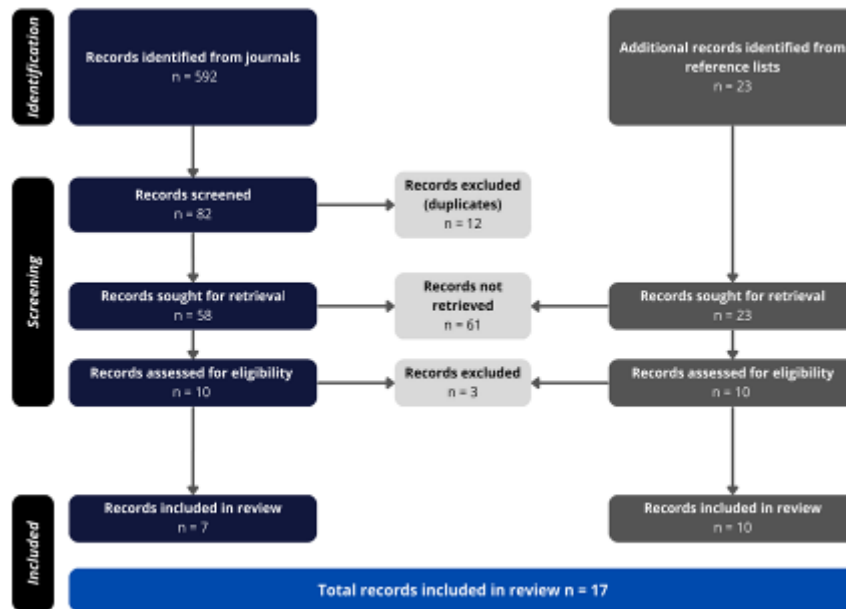 Identification
Records identified from journals
n = 592
Additional records identified from
reference lists
n = 23
Screening
Records screened
n = 82
Records excluded
(duplicates)
n = 12
Records sought for retrieval
n = 58
Records not
retrieved
n = 61
Records sought for retrieval
n = 23
Records assessed for eligibility
n = 10
Records excluded
n = 3
Records assessed for eligibility
n = 10
Included
Records included in review
n = 7
Records included in review
n = 10
Total records included in review n = 17